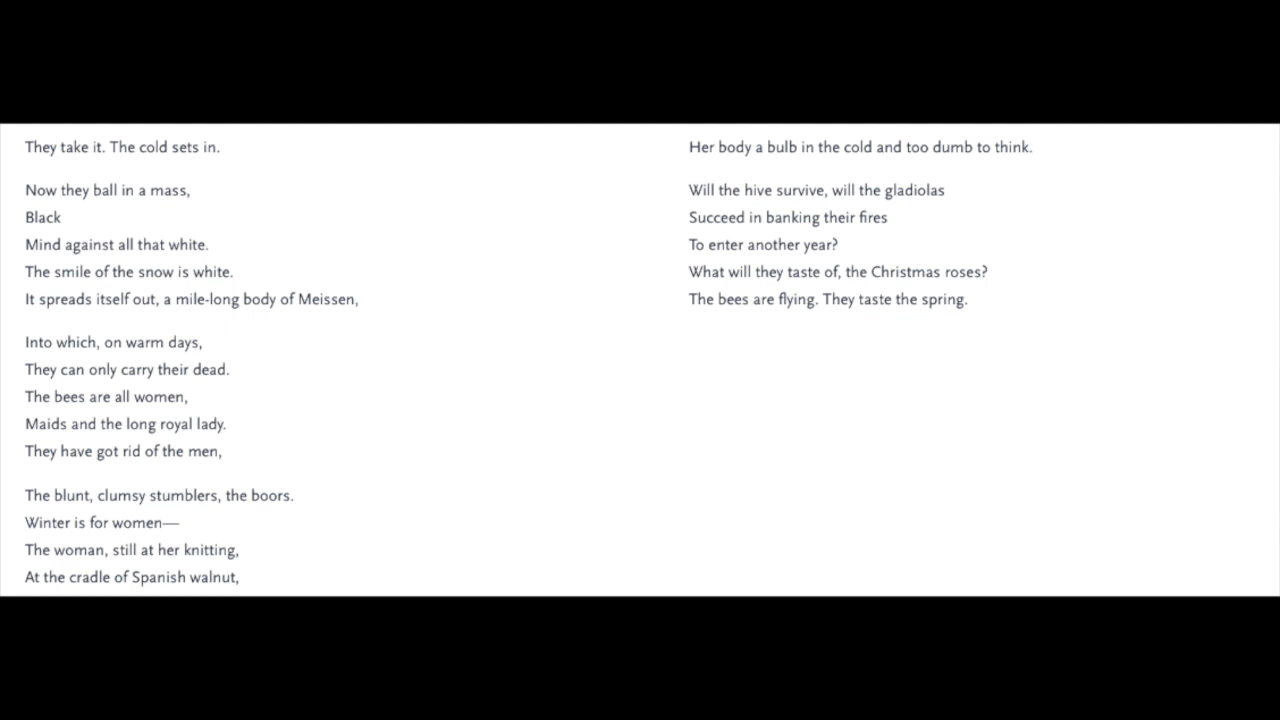 They take it. The cold sets in.
Now they ball in a mass,
Black
Mind against all that white.
The smile of the snow is white.
It spreads itself out, a mile-long body of Meissen,
Into which, on warm days,
They can only carry their dead.
The bees are all women,
Maids and the long royal lady.
They have got rid of the men,
The blunt, clumsy stumblers, the boors.
Winter is for women—
The woman, still at her knitting,
At the cradle of Spanish walnut,
Her body a bulb in the cold and too dumb to think.
Will the hive survive, will the gladiolas
Succeed in banking their fires
To enter another year?
What will they taste of, the Christmas roses?
The bees are flying. They taste the spring.